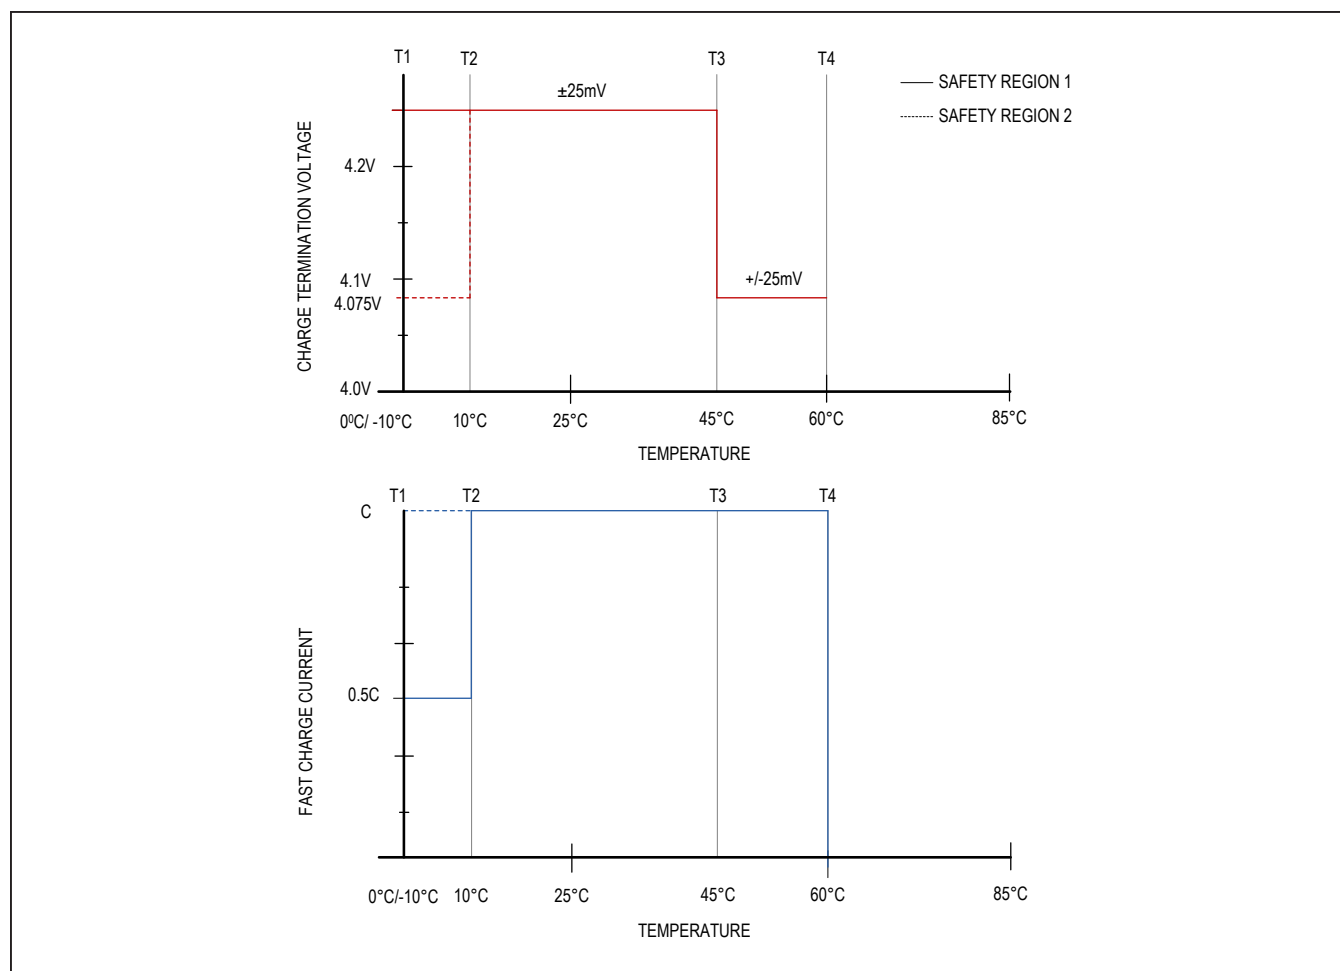 T1 T2 T3 T4
SAFETY REGION 1
SAFETY REGION 2
±25mV
CHARGE TERMINATION VOLTAGE
4.2V
4.1V
4.075V
4.0V
+/-25mV
0⁰C/ -10°C 10°C 25°C 45°C 60°C 85°C
TEMPERATURE
T1 T2 T3 T4
C
FAST CHARGE CURRENT
0.5C
0°C/-10°C 10°C 25°C 45°C 60°C 85°C
TEMPERATURE